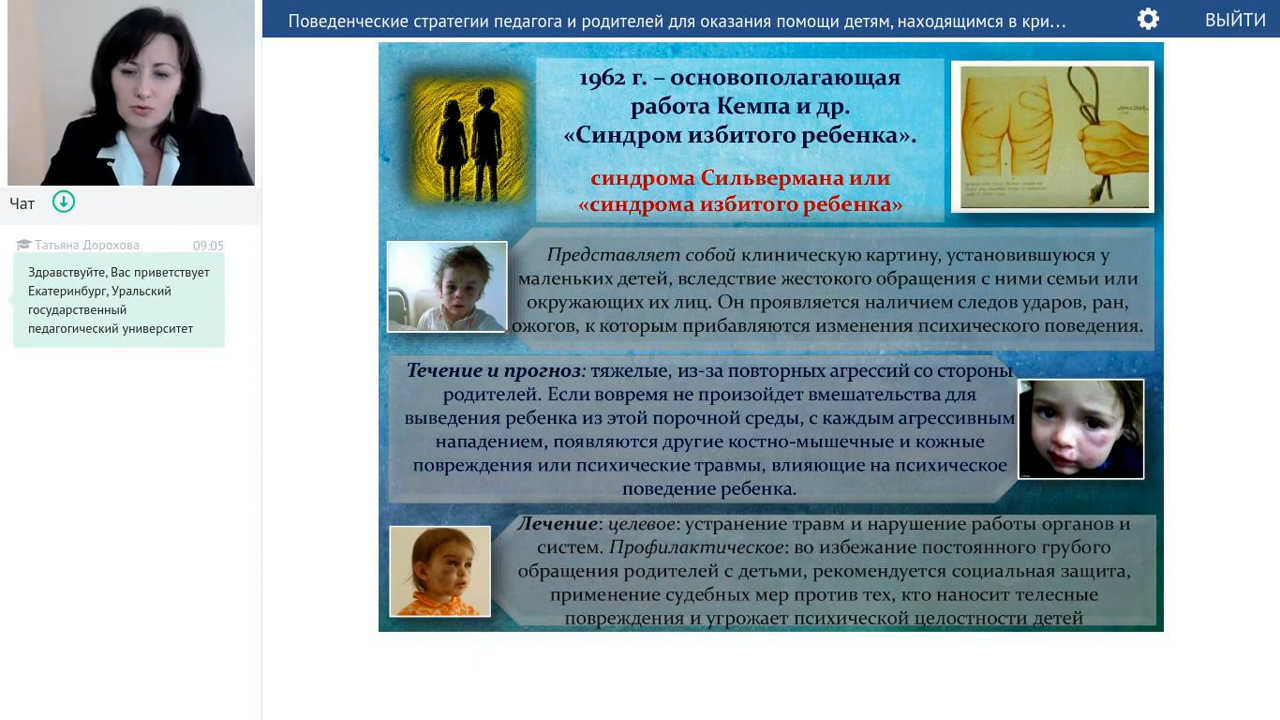 Поведенческие стратегии педагога и родителей для оказания помощи детям, находящимся в кри...
ВЫЙТИ
Чат
Татьяна Дорохова
09:05
Здравствуйте, Вас приветствует
Екатеринбург, Уральский
государственный
педагогический университет
1962 г. – основополагающая
работа Кемпа и др.
«Синдром избитого ребенка».
синдрома Сильвермана или
«синдрома избитого ребенка»
Представляет собой клиническую картину, установившуюся у
маленьких детей, вследствие жестокого обращения с ними семьи или
окружающих их лиц. Он проявляется наличием следов ударов, ран,
ожогов, к которым прибавляются изменения психического поведения.
Течение и прогноз: тяжелые, из-за повторных агрессий со стороны
родителей. Если вовремя не произойдет вмешательства для
выведения ребенка из этой порочной среды, с каждым агрессивным
нападением, появляются другие костно-мышечные и кожные
повреждения или психические травмы, влияющие на психическое
поведение ребенка.
Лечение: целевое: устранение травм и нарушение работы органов и
систем. Профилактическое: во избежание постоянного грубого
обращения родителей с детьми, рекомендуется социальная защита,
применение судебных мер против тех, кто наносит телесные
повреждения и угрожает психической целостности детей